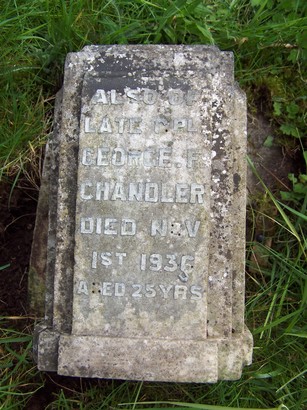 ALSO OF
LATE CPL
GEORGE F
CHANDLER
DIED NOV
1ST 1936
AGED 25 YRS